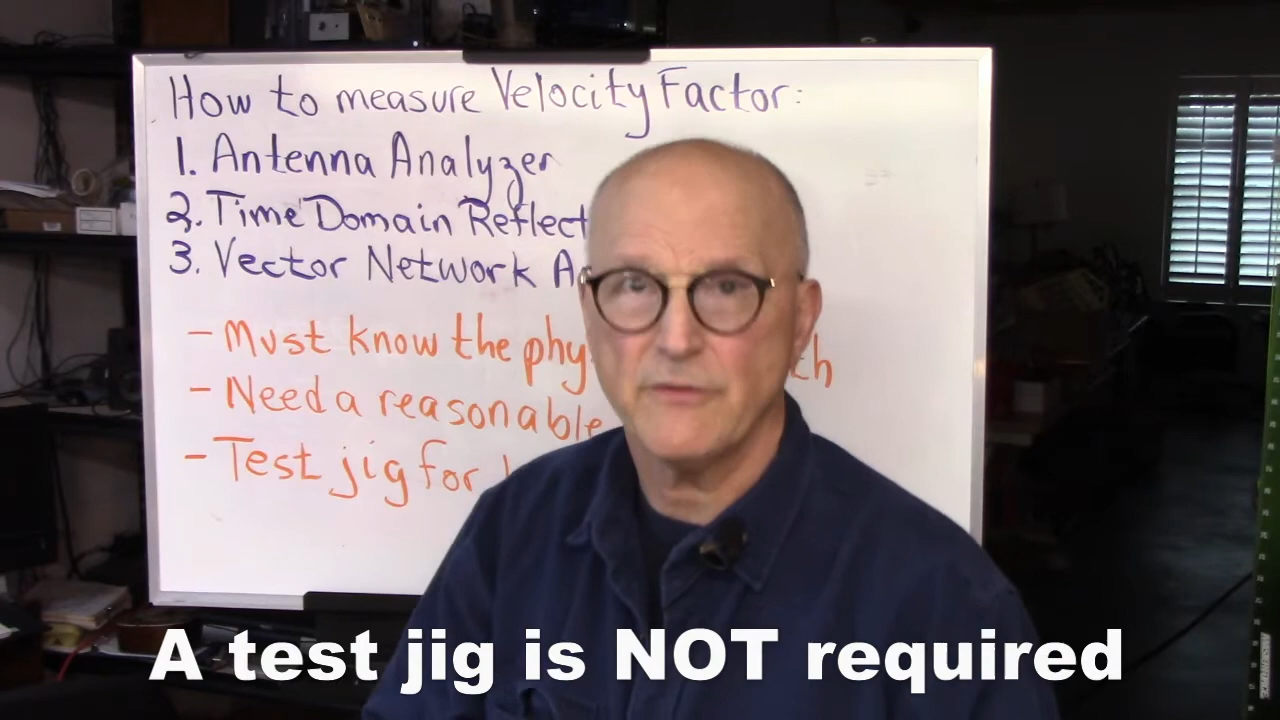 How to measure Velocity Factor:
1. Antenna Analyzer
2. Time Domain Reflect
3. Vector Network
- Must know the
- Need a reasonable
- Test jig for
A test jig is NOT required